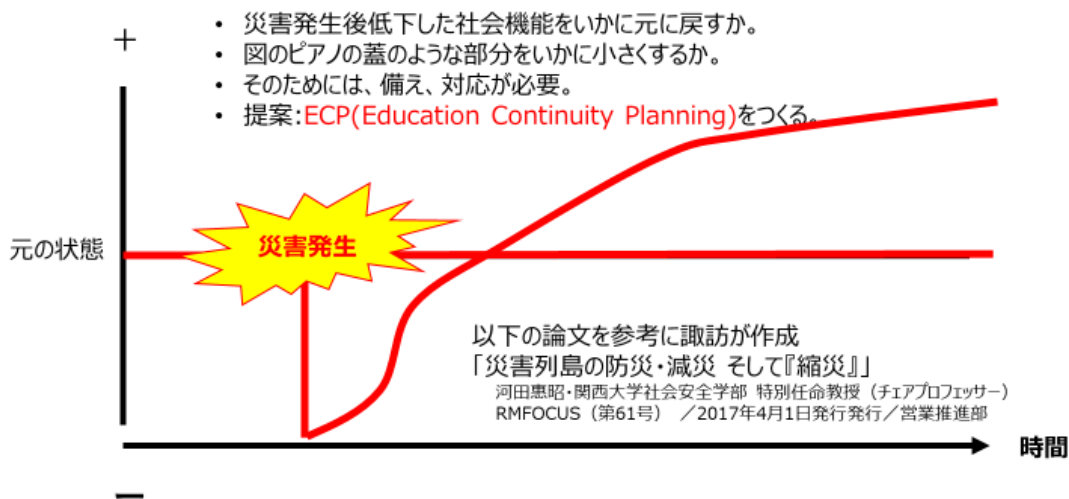 +
• 災害発生後低下した社会機能をいかに元に戻すか。
• 図のピアノの蓋のような部分をいかに小さくするか。
• そのためには、備え、対応が必要。
• 提案:ECP(Education Continuity Planning)をつくる。
元の状態
災害発生
以下の論文を参考に諏訪が作成
「災害列島の防災・減災 そして『縮災』」
河田惠昭・関西大学社会安全学部 特別任命教授（チェアプロフェッサー）
RMFOCUS（第61号） ／2017年4月1日発行発行／営業推進部
時間
ー